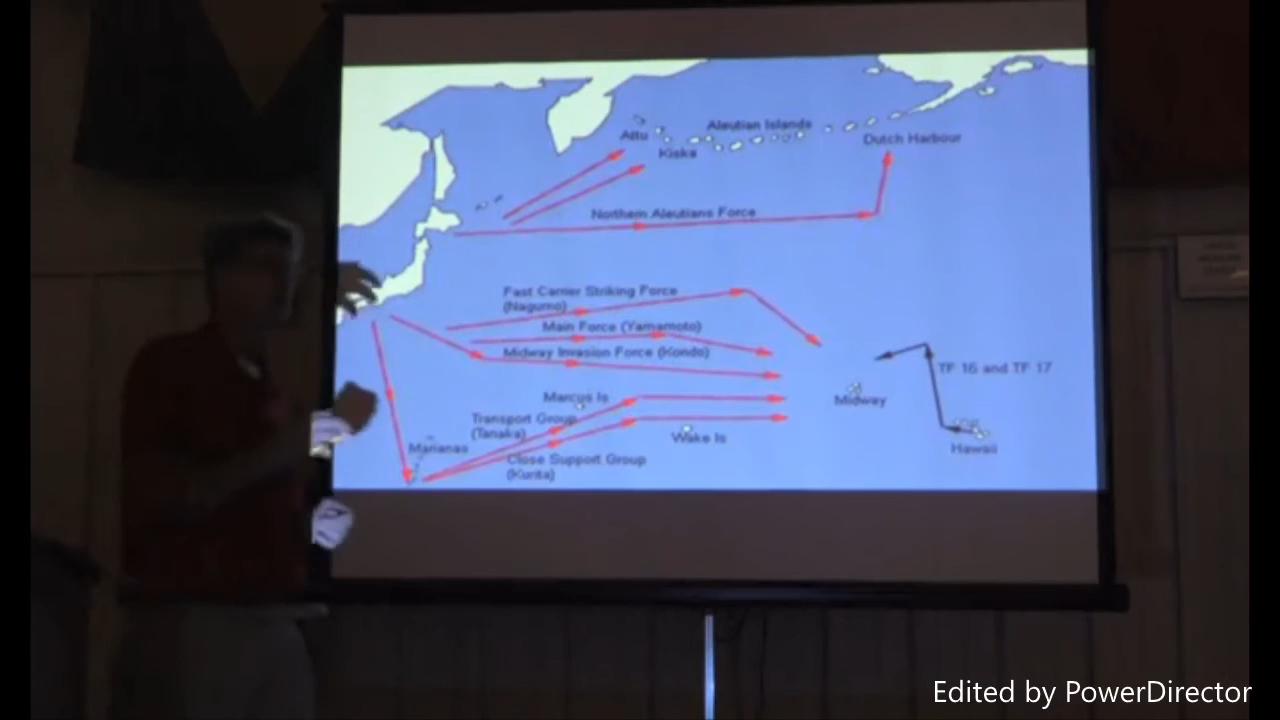 Attu
Aleutian Islands
Kiska
Dutch Harbour
Northern Aleutians Force
Fast Carrier Striking Force
(Nagumo)
Main Force (Yamamoto)
Midway Invasion Force (Kondo)
TF 16 and TF 17
Marcus Is
Midway
Transport Group
(Tanaka)
Wake Is
Marianas
Hawaii
Close Support Group
(Kurita)
Edited by PowerDirector